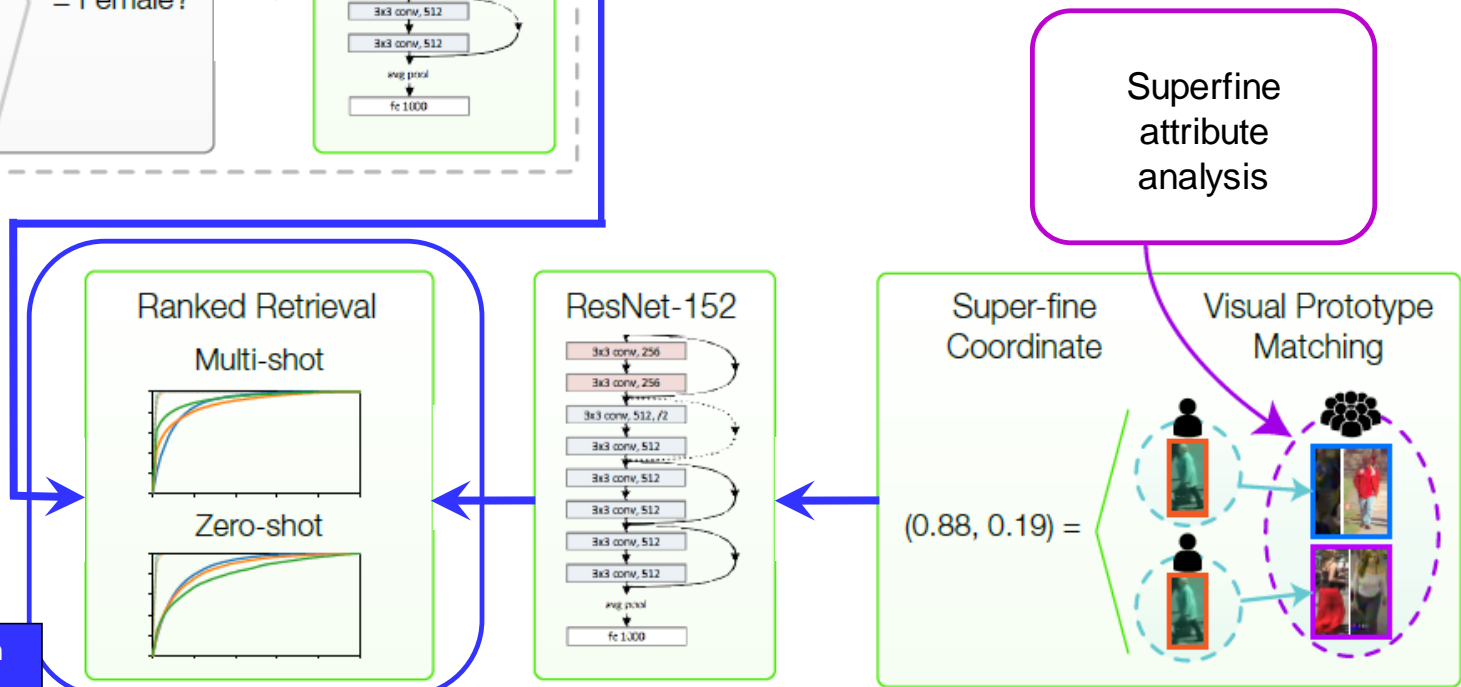 = Female?
3x3 conv, 512
3x3 conv, 512
avg pool
fc 1000
Superfine
attribute
analysis
Ranked Retrieval
Multi-shot
Zero-shot
ResNet-152
3x3 conv, 256
3x3 conv, 256
3x3 conv, 512, /2
3x3 conv, 512
3x3 conv, 512
3x3 conv, 512
3x3 conv, 512
3x3 conv, 512
avg pool
fc 1000
Super-fine
Coordinate
Visual Prototype
Matching
(0.88, 0.19) =